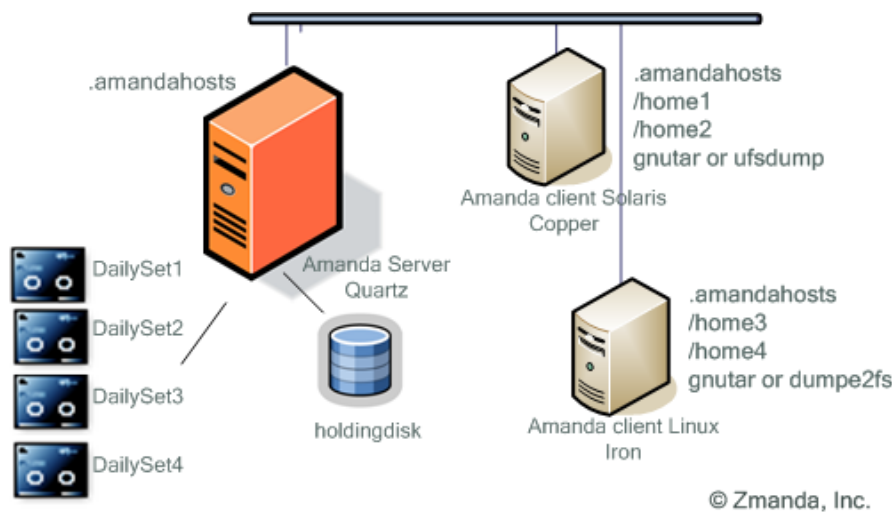 .amandahosts
Amanda Server
Quartz
DailySet1
DailySet2
DailySet3
DailySet4
holdingdisk
.amandahosts
/home1
/home2
gnutar or ufsdump
Amanda client Solaris
Copper
.amandahosts
/home3
/home4
gnutar or dumpe2fs
Amanda client Linux
Iron
© Zmanda, Inc.